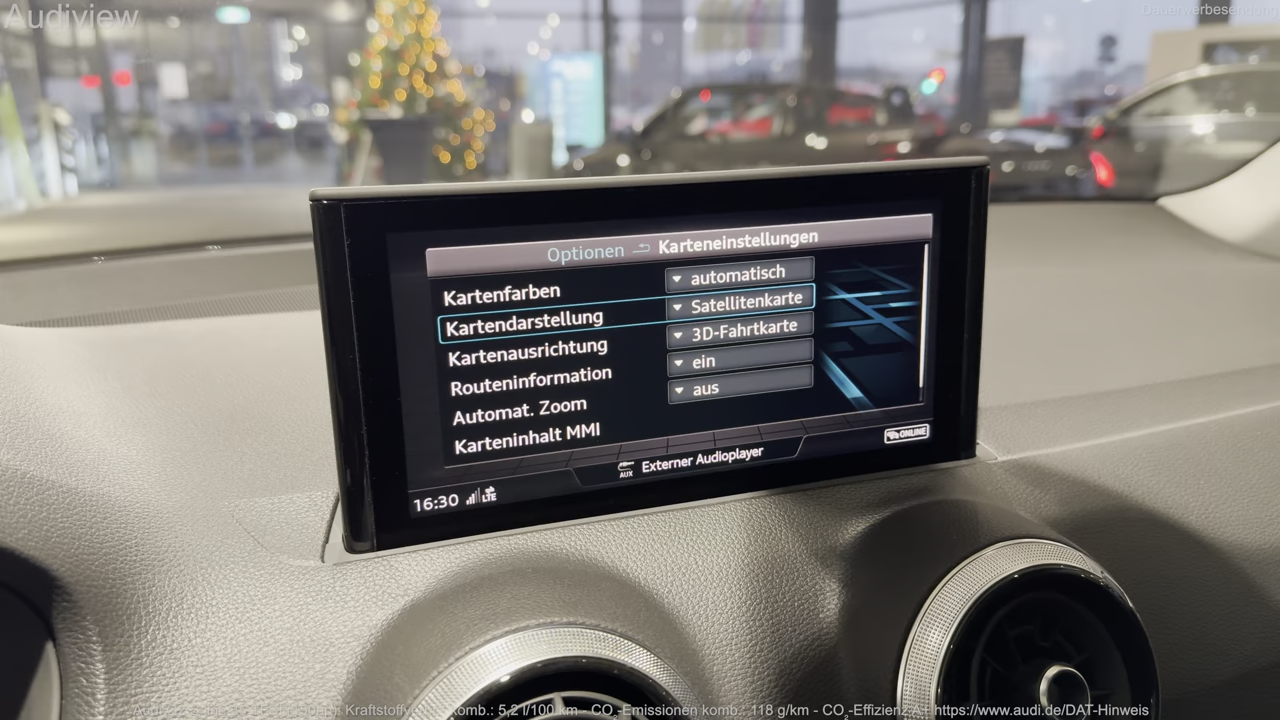 Audiview
Dauerwerbesendung
Optionen Karteneinstellungen
Kartenfarben automatisch
Kartendarstellung Satellitenkarte
Kartenausrichtung 3D-Fahrtkarte
Routeninformation ein
Automat. Zoom aus
Karteninhalt MMI
ONLINE
AUX Externer Audioplayer
16:30 LTE
komb.: 5,2 l/100 km - CO₂-Emissionen komb.: 118 g/km - CO₂-Effizienz A | https://www.audi.de/DAT-Hinweis